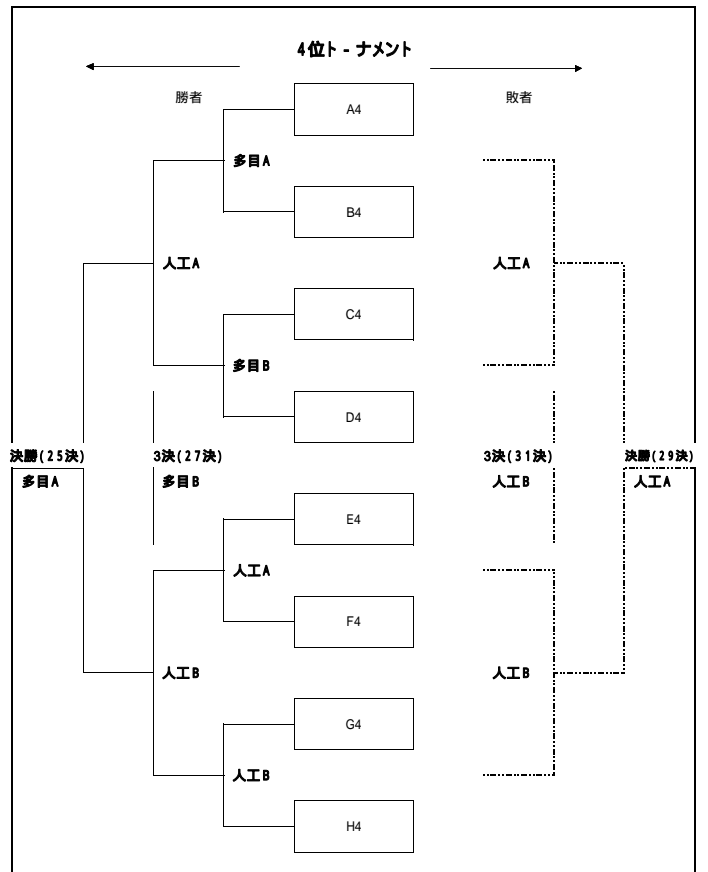 4位ト-ナメント
勝者
敗者
A4
多目A
B4
人工A
人工A
C4
多目B
D4
決勝(25決)
3決(27決)
3決(31決)
決勝(29決)
多目A
多目B
人工B
人工A
E4
人工A
F4
人工B
人工B
G4
人工B
H4